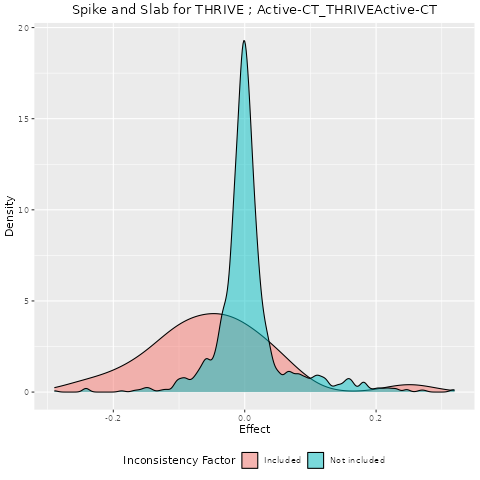 Spike and Slab for THRIVE ; Active-CT_THRIVEActive-CT
20
15
10
5
0
Density
-0.2
0.0
0.2
Effect
Inconsistency Factor
Included
Not included